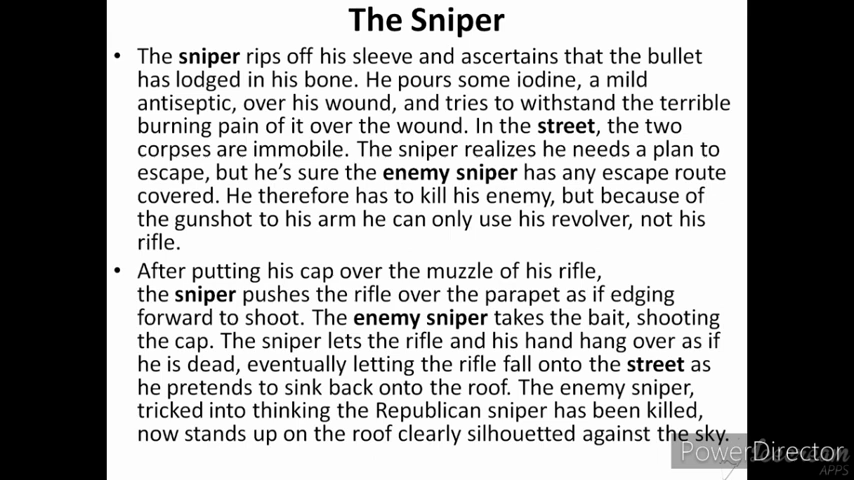 The Sniper
• The sniper rips off his sleeve and ascertains that the bullet
has lodged in his bone. He pours some iodine, a mild
antiseptic, over his wound, and tries to withstand the terrible
burning pain of it over the wound. In the street, the two
corpses are immobile. The sniper realizes he needs a plan to
escape, but he’s sure the enemy sniper has any escape route
covered. He therefore has to kill his enemy, but because of
the gunshot to his arm he can only use his revolver, not his
rifle.
• After putting his cap over the muzzle of his rifle,
the sniper pushes the rifle over the parapet as if edging
forward to shoot. The enemy sniper takes the bait, shooting
the cap. The sniper lets the rifle and his hand hang over as if
he is dead, eventually letting the rifle fall onto the street as
he pretends to sink back onto the roof. The enemy sniper,
tricked into thinking the Republican sniper has been killed,
now stands up on the roof clearly silhouetted against the sky.
PowerDirector
APPS